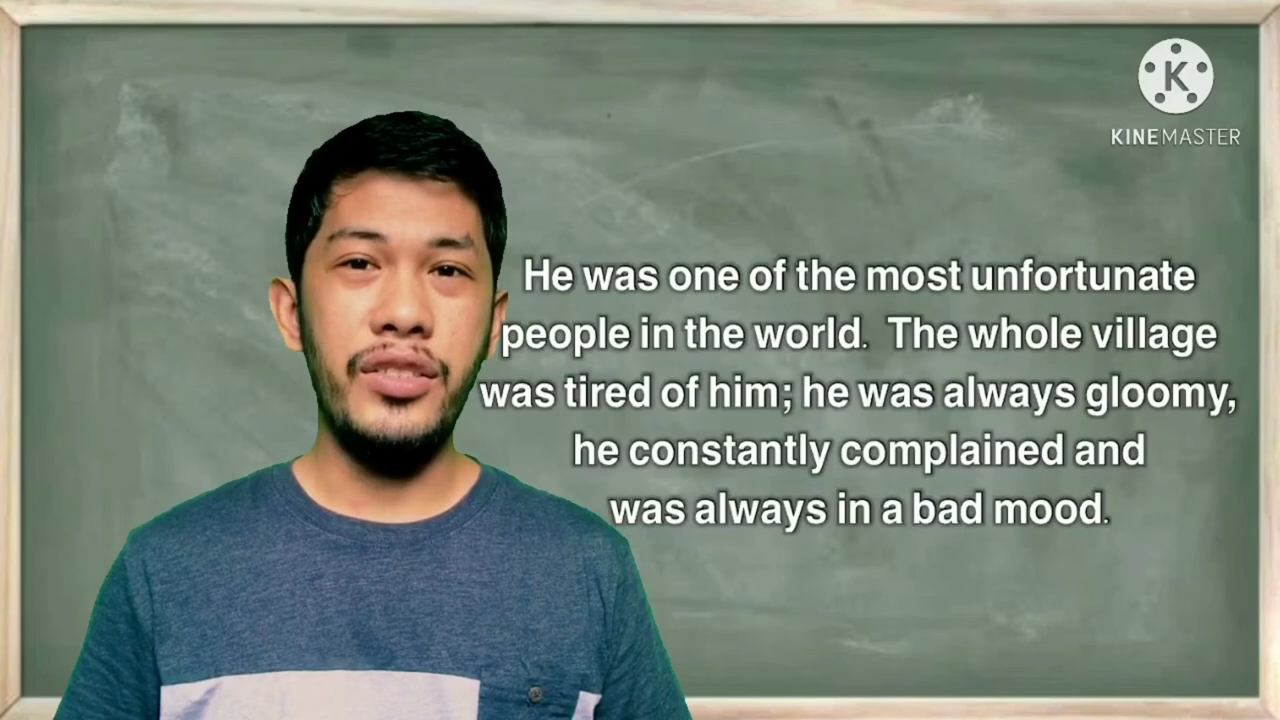 K
KINEMASTER
He was one of the most unfortunate
people in the world.  The whole village
was tired of him; he was always gloomy,
he constantly complained and
was always in a bad mood.